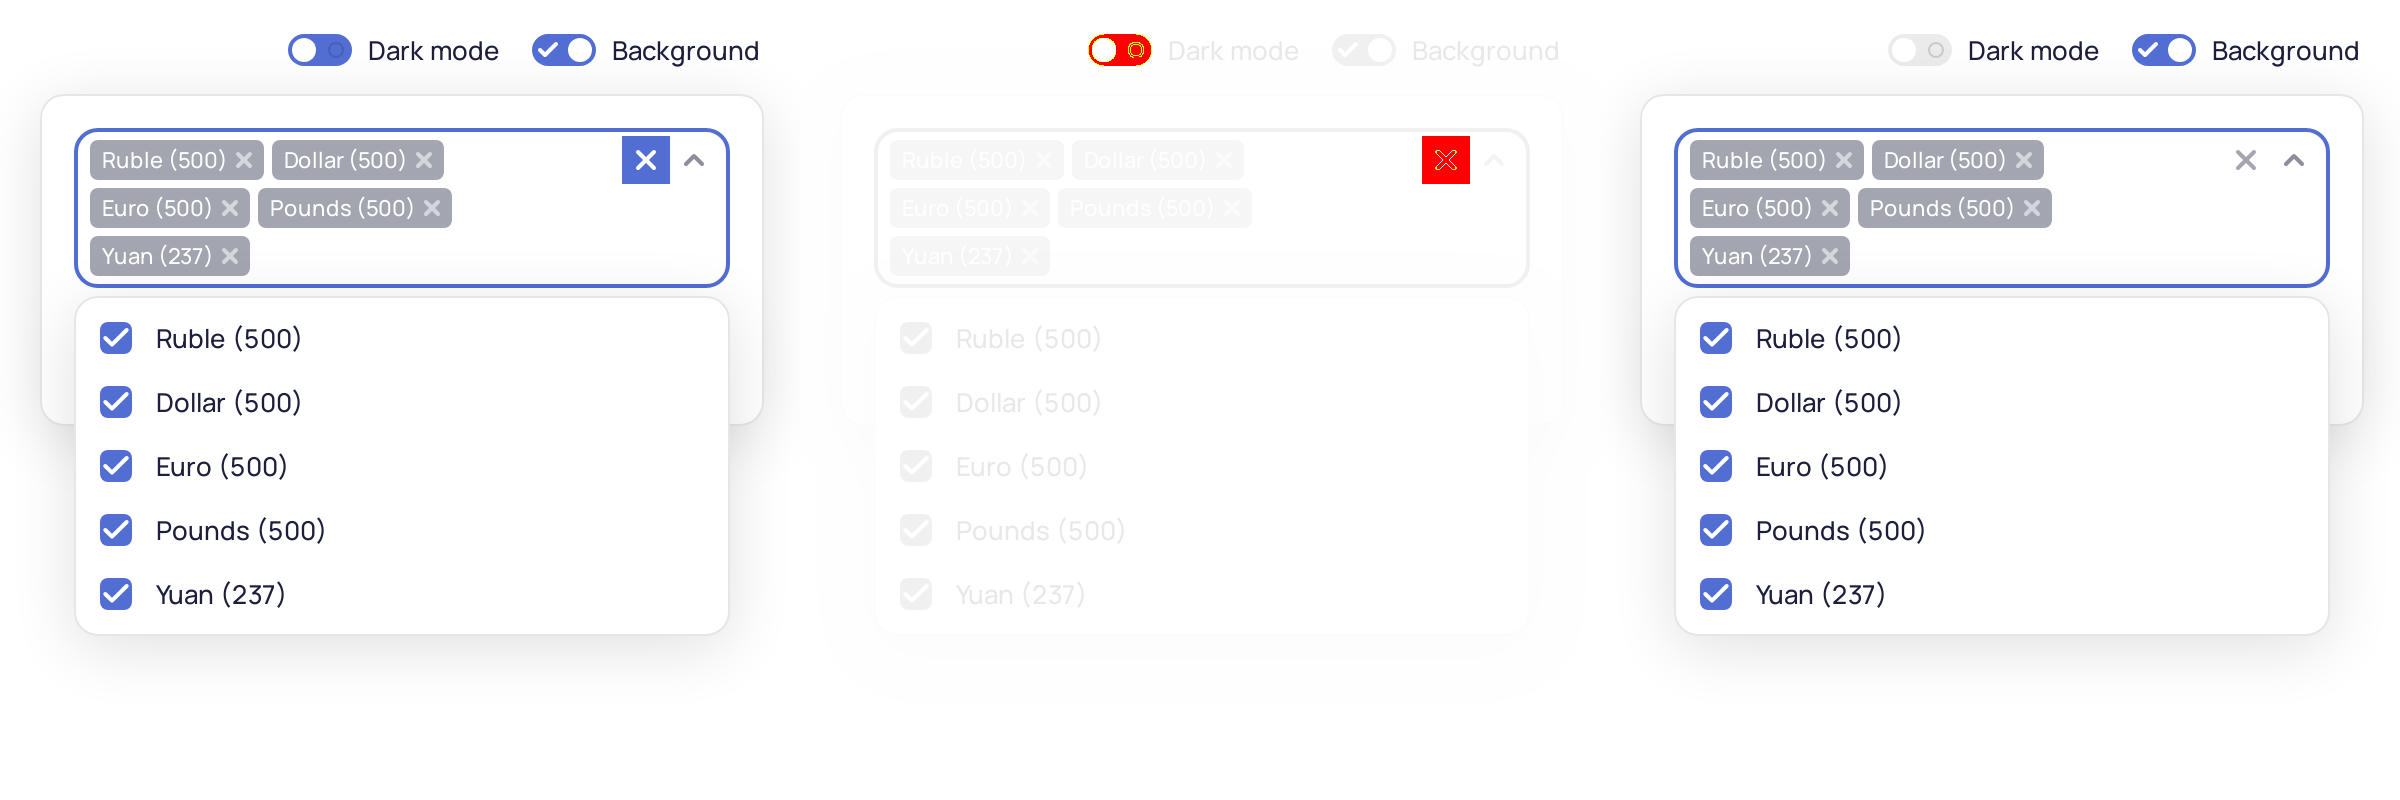 Dark mode Background
Ruble (500) Dollar (500)
Euro (500) Pounds (500)
Yuan (237)
Ruble (500)
Dollar (500)
Euro (500)
Pounds (500)
Yuan (237)
Dark mode Background
Ruble (500) Dollar (500)
Euro (500) Pounds (500)
Yuan (237)
Ruble (500)
Dollar (500)
Euro (500)
Pounds (500)
Yuan (237)
Dark mode Background
Ruble (500) Dollar (500)
Euro (500) Pounds (500)
Yuan (237)
Ruble (500)
Dollar (500)
Euro (500)
Pounds (500)
Yuan (237)